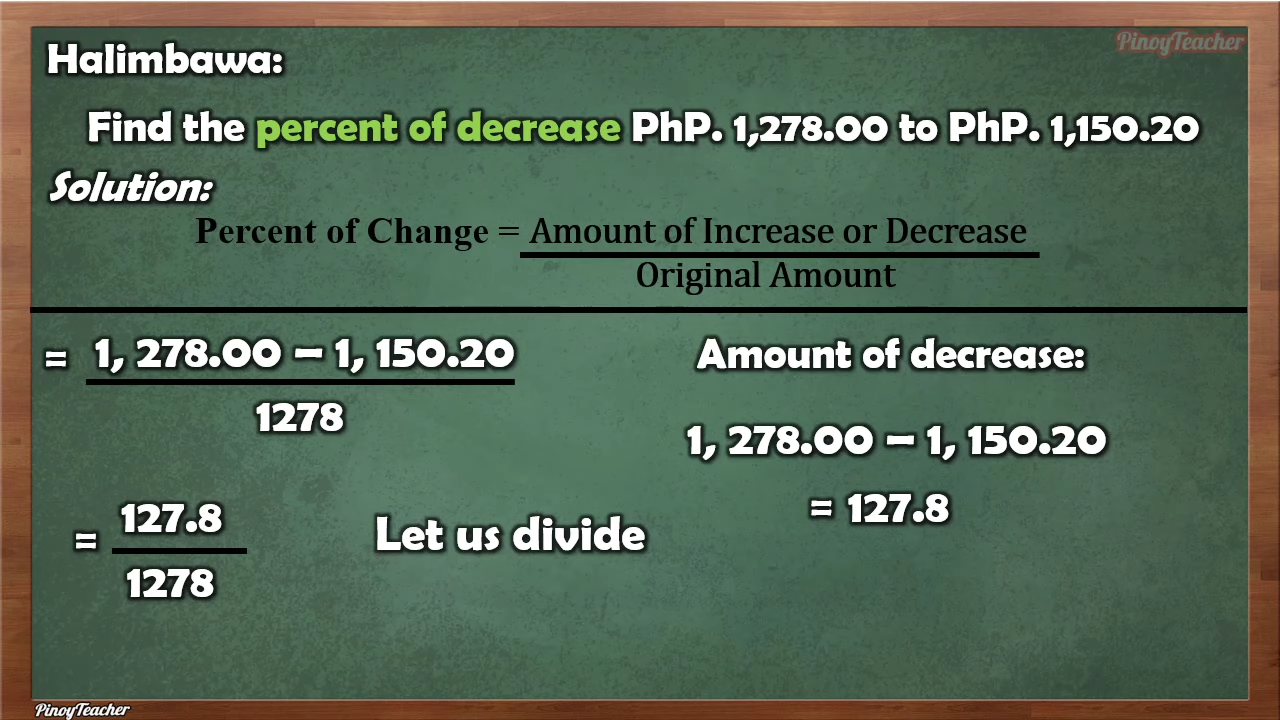 PinoyTeacher
Halimbawa:
Find the percent of decrease PhP. 1,278.00 to PhP. 1,150.20
Solution:
Percent of Change = Amount of Increase or Decrease
Original Amount
= 1, 278.00 – 1, 150.20
1278
Amount of decrease:
1, 278.00 – 1, 150.20
= 127.8
= 127.8
1278
Let us divide
PinoyTeacher